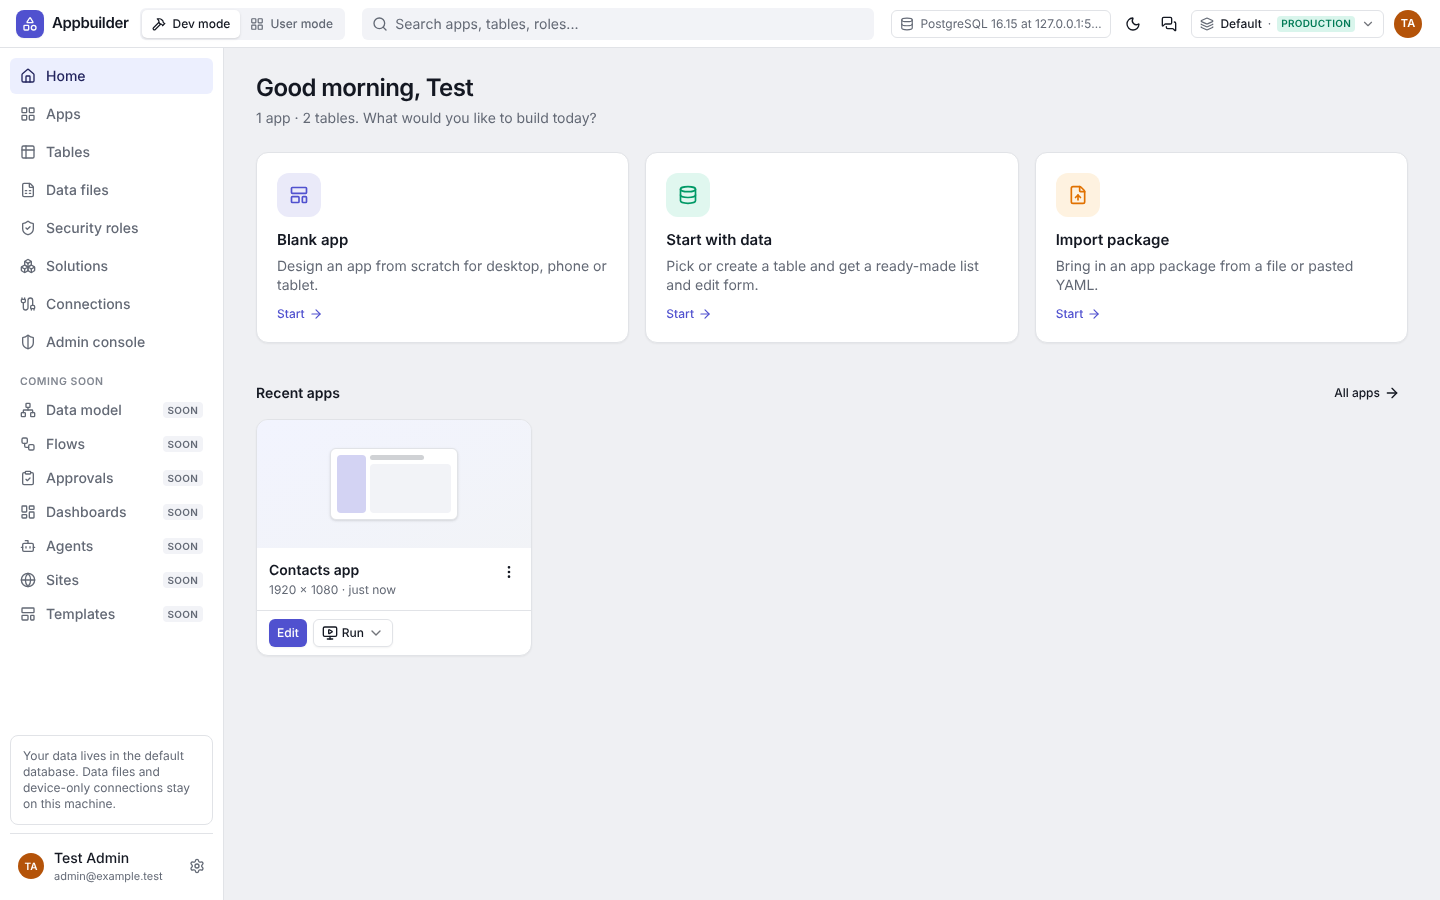 Appbuilder
Dev mode
User mode
Search apps, tables, roles...
PostgreSQL 16.15 at 127.0.0.1:5...
Default · PRODUCTION
TA
Home
Apps
Tables
Data files
Security roles
Solutions
Connections
Admin console
COMING SOON
Data model SOON
Flows SOON
Approvals SOON
Dashboards SOON
Agents SOON
Sites SOON
Templates SOON
Your data lives in the default
database. Data files and
device-only connections stay
on this machine.
TA
Test Admin
admin@example.test
Good morning, Test
1 app · 2 tables. What would you like to build today?
Blank app
Design an app from scratch for desktop, phone or
tablet.
Start
Start with data
Pick or create a table and get a ready-made list
and edit form.
Start
Import package
Bring in an app package from a file or pasted
YAML.
Start
Recent apps
All apps
Contacts app
1920 × 1080 · just now
Edit
Run